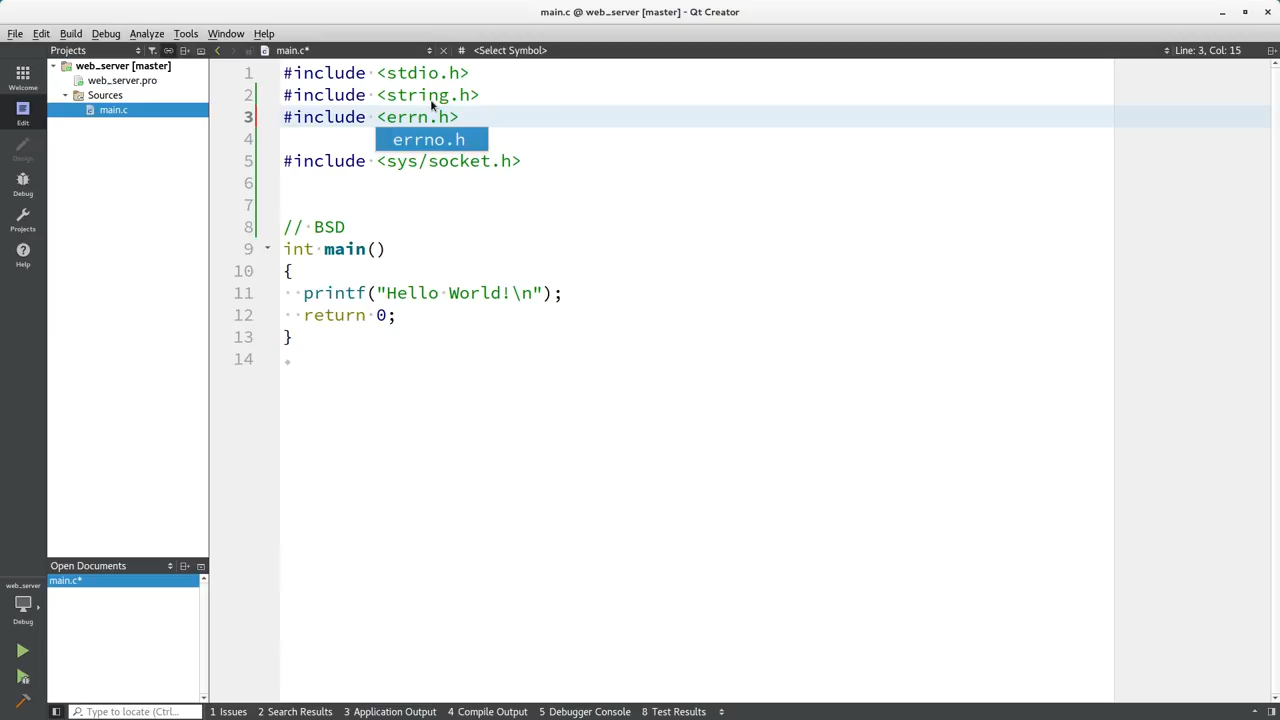 main.c @ web_server [master] - Qt Creator
File Edit Build Debug Analyze Tools Window Help
Projects
main.c*
# <Select Symbol>
Line: 3, Col: 15
Welcome
Edit
Design
Debug
Projects
Help
web_server [master]
web_server.pro
Sources
main.c
1 #include <stdio.h>
2 #include <string.h>
3 #include <errn.h>
errno.h
4
5 #include <sys/socket.h>
6
7
8 // BSD
9 int main()
10 {
11 printf("Hello World!\n");
12 return 0;
13 }
14
Open Documents
main.c*
web_server
Debug
Type to locate (Ctrl...
1 Issues 2 Search Results 3 Application Output 4 Compile Output 5 Debugger Console 8 Test Results